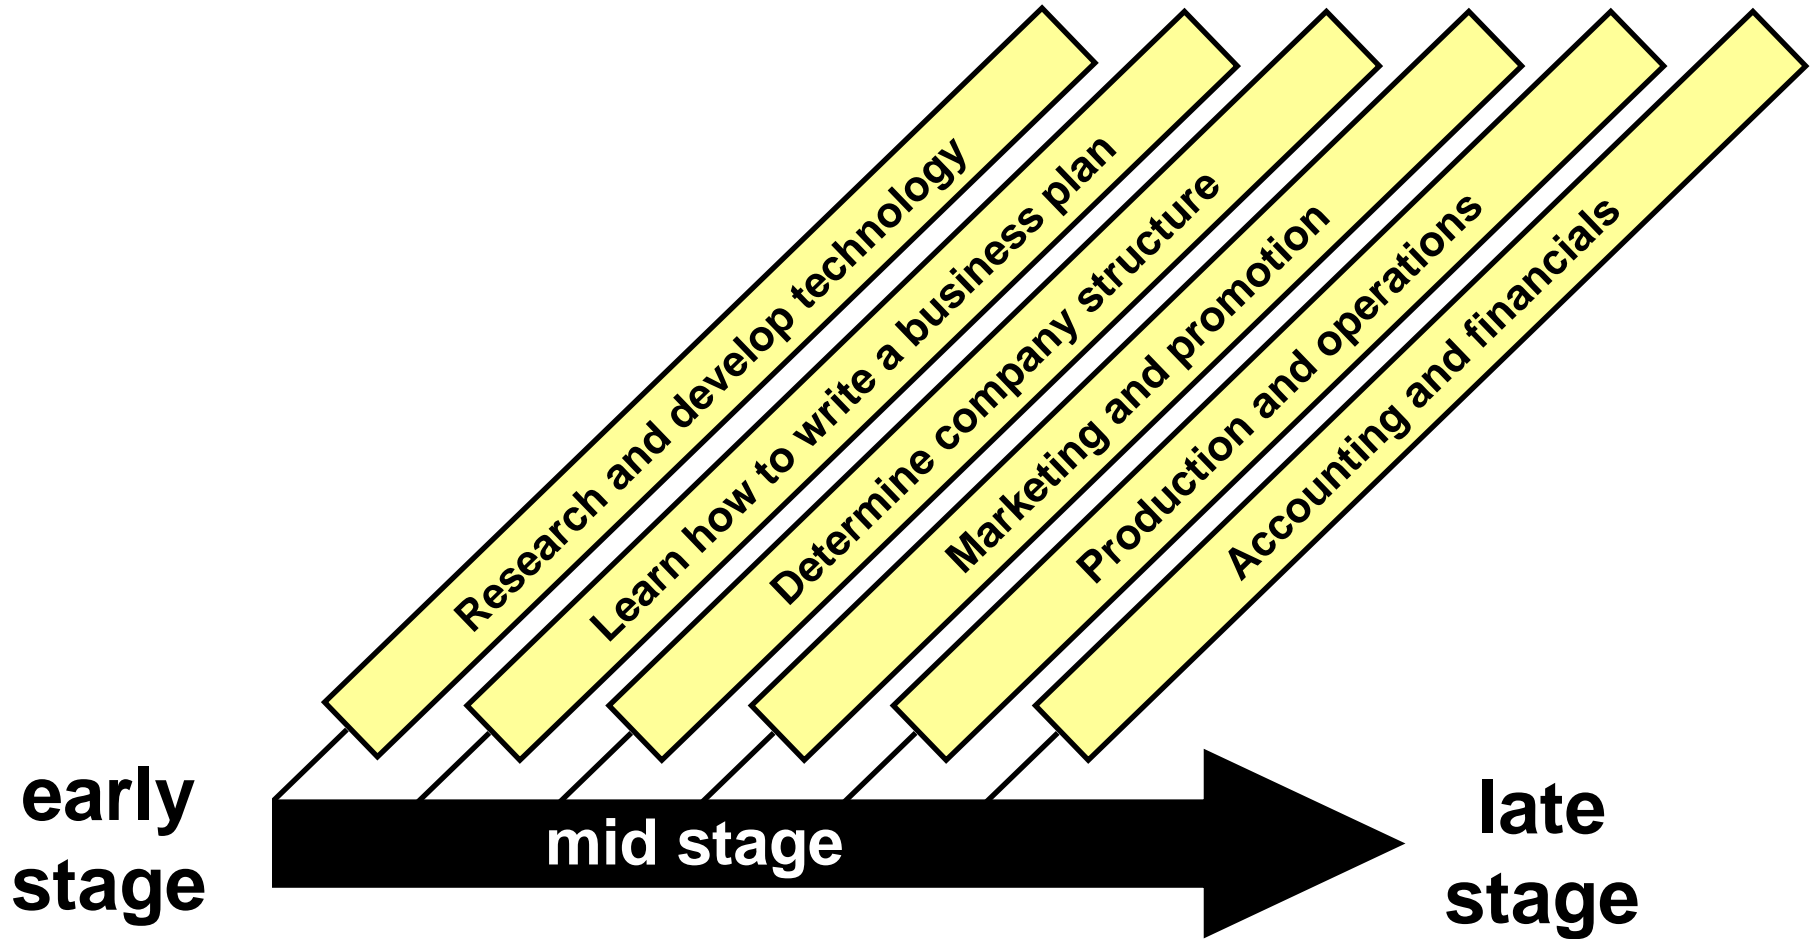 Research and develop technology
Learn how to write a business plan
Determine company structure
Marketing and promotion
Production and operations
Accounting and financials
early
stage
mid stage
late
stage